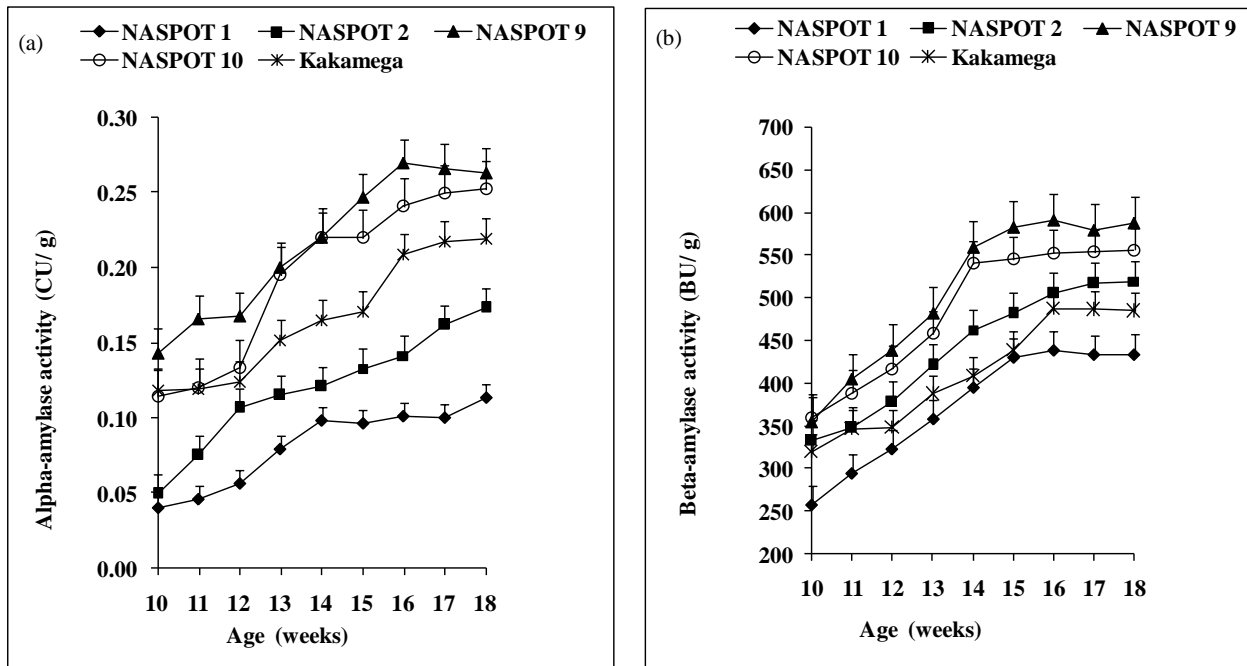 (a)
NASPOT 1 NASPOT 2 NASPOT 9
NASPOT 10 Kakamega
Alpha-amylase activity (CU/ g)
0.30
0.25
0.20
0.15
0.10
0.05
0.00
10 11 12 13 14 15 16 17 18
Age (weeks)
(b)
NASPOT 1 NASPOT 2 NASPOT 9
NASPOT 10 Kakamega
Beta-amylase activity (BU/ g)
700
650
600
550
500
450
400
350
300
250
200
10 11 12 13 14 15 16 17 18
Age (weeks)